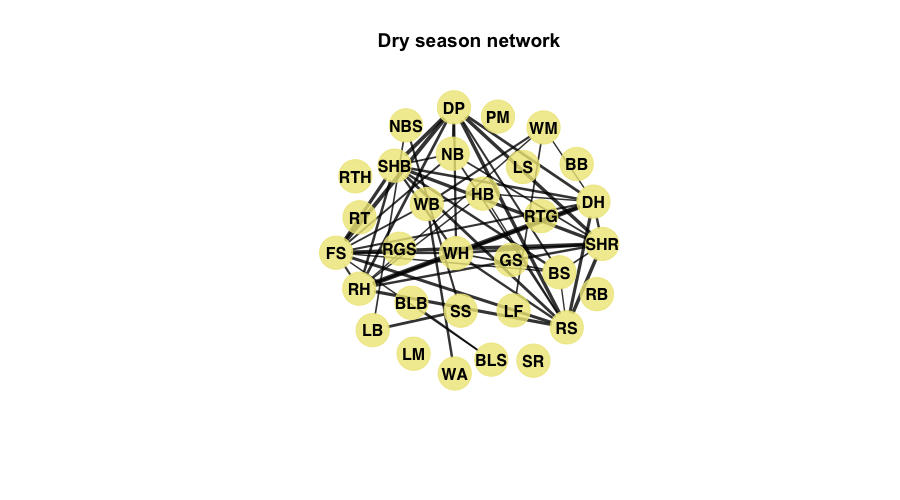 Dry season network
DP
PM
NBS
WM
NB
BB
SHB
LS
RTH
HB
DH
WB
RT
RTG
SHR
RGS
FS
WH
GS
BS
RH
RB
BLB
SS
LF
LB
RS
LM
BLS
SR
WA